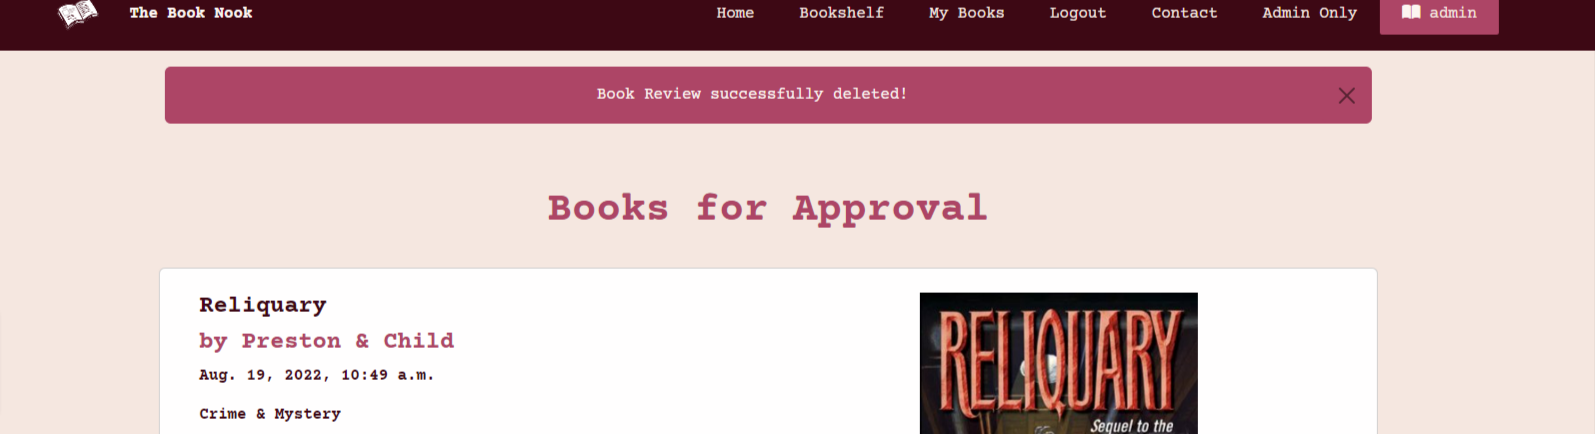 The Book Nook Home Bookshelf My Books Logout Contact Admin Only admin
Book Review successfully deleted!
Books for Approval
Reliquary
by Preston & Child
Aug. 19, 2022, 10:49 a.m.
Crime & Mystery
RELIQUARY
Sequel to the